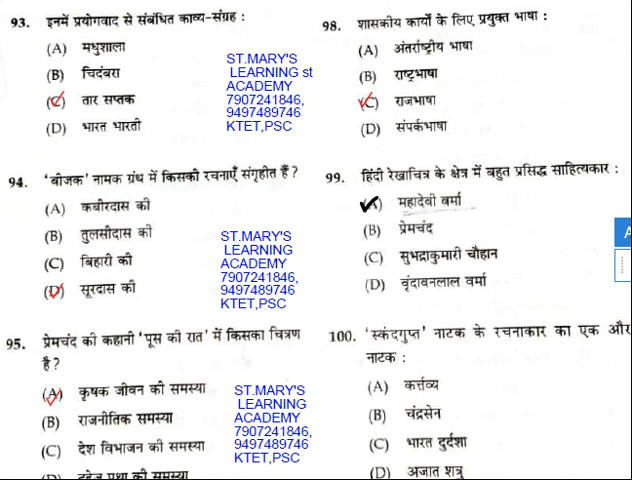 93. इनमें प्रयोगवाद से संबंधित काव्य-संग्रह :
(A) मधुशाला
(B) चिदंबरा
(C) तार सप्तक
(D) भारत भारती
ST.MARY'S
LEARNING st
ACADEMY
7907241846,
9497489746
KTET,PSC
94. 'बीजक' नामक ग्रंथ में किसकी रचनाएँ संगृहीत हैं ?
(A) कबीरदास की
(B) तुलसीदास की
(C) बिहारी की
(D) सूरदास की
ST.MARY'S
LEARNING
ACADEMY
7907241846,
9497489746
KTET,PSC
95. प्रेमचंद की कहानी 'पूस की रात' में किसका चित्रण
है ?
(A) कृषक जीवन की समस्या
(B) राजनीतिक समस्या
(C) देश विभाजन की समस्या
(D) दहेज प्रथा की समस्या
ST.MARY'S
LEARNING
ACADEMY
7907241846,
9497489746
KTET,PSC
98. शासकीय कार्यों के लिए प्रयुक्त भाषा :
(A) अंतर्राष्ट्रीय भाषा
(B) राष्ट्रभाषा
(C) राजभाषा
(D) संपर्कभाषा
99. हिंदी रेखाचित्र के क्षेत्र में बहुत प्रसिद्ध साहित्यकार :
(A) महादेवी वर्मा
(B) प्रेमचंद
(C) सुभद्राकुमारी चौहान
(D) वृंदावनलाल वर्मा
100. 'स्कंदगुप्त' नाटक के रचनाकार का एक और
नाटक :
(A) कर्त्तव्य
(B) चंद्रसेन
(C) भारत दुर्दशा
(D) अजात शत्रु